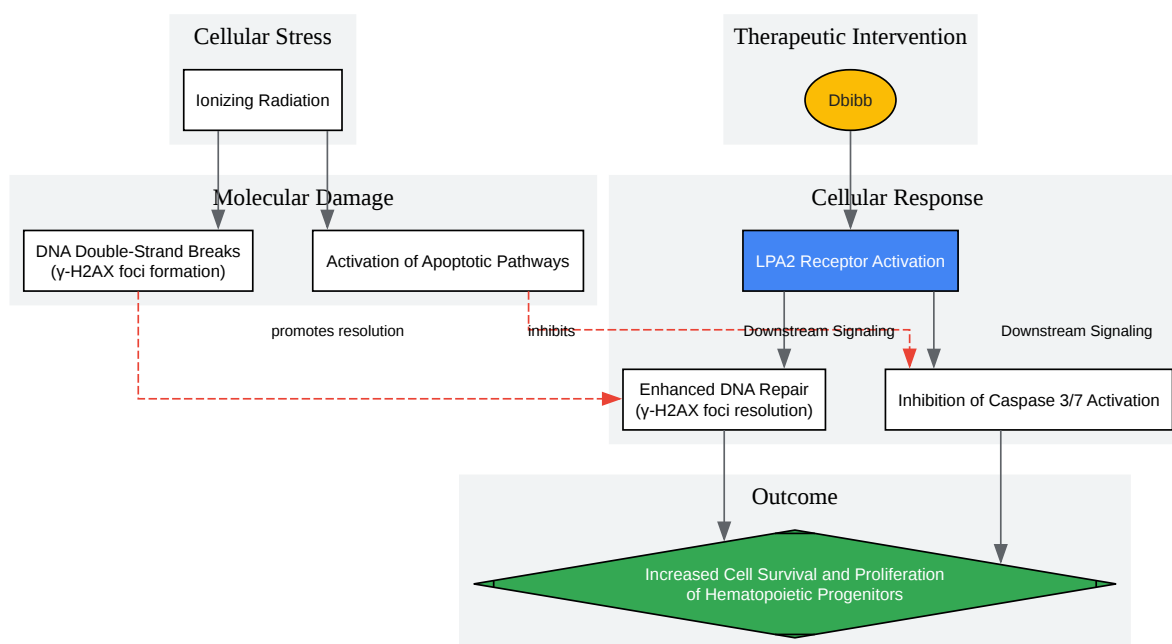 Cellular Stress
Therapeutic Intervention
Ionizing Radiation
Dbibb
Molecular Damage
Cellular Response
DNA Double-Strand Breaks
(γ-H2AX foci formation)
Activation of Apoptotic Pathways
LPA2 Receptor Activation
promotes resolution
inhibits
Downstream Signaling
Downstream Signaling
Enhanced DNA Repair
(γ-H2AX foci resolution)
Inhibition of Caspase 3/7 Activation
Outcome
Increased Cell Survival and Proliferation
of Hematopoietic Progenitors